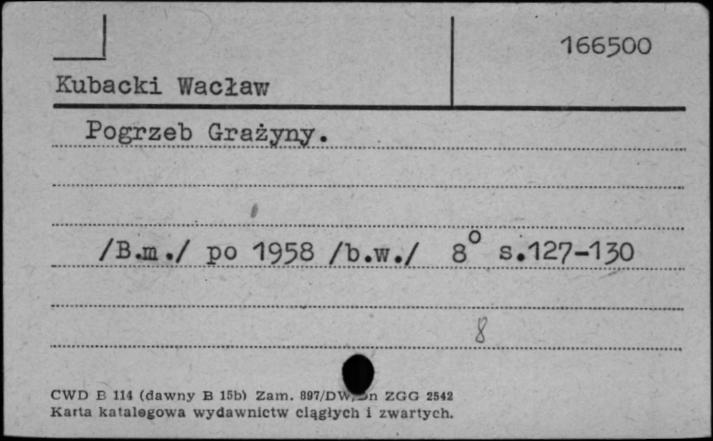 166500
Kubacki Wacław
Pogrzeb Grażyny.
/B.m./ po 1958 /b.w./ 8° s.127-130
8
CWD B 114 (dawny B 15b) Zam. 897/DW/Dn ZGG 2542
Karta katalogowa wydawnictw ciągłych i zwartych.